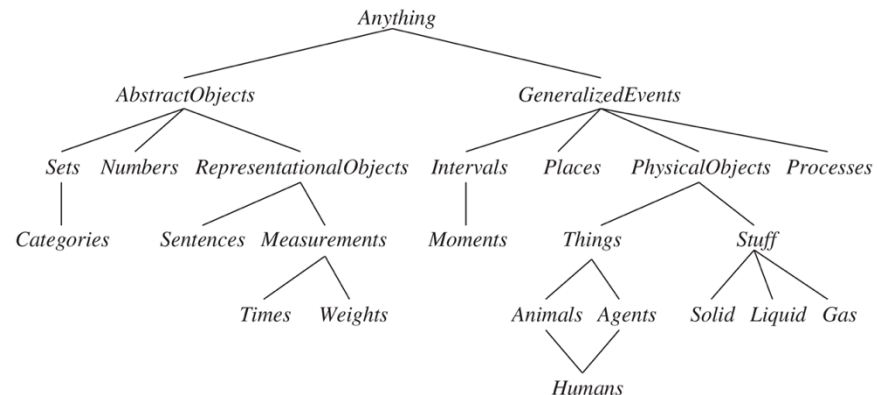 Anything
AbstractObjects GeneralizedEvents
Sets Numbers RepresentationalObjects Intervals Places PhysicalObjects Processes
Categories Sentences Measurements Moments Things Stuff
Times Weights Animals Agents Solid Liquid Gas
Humans